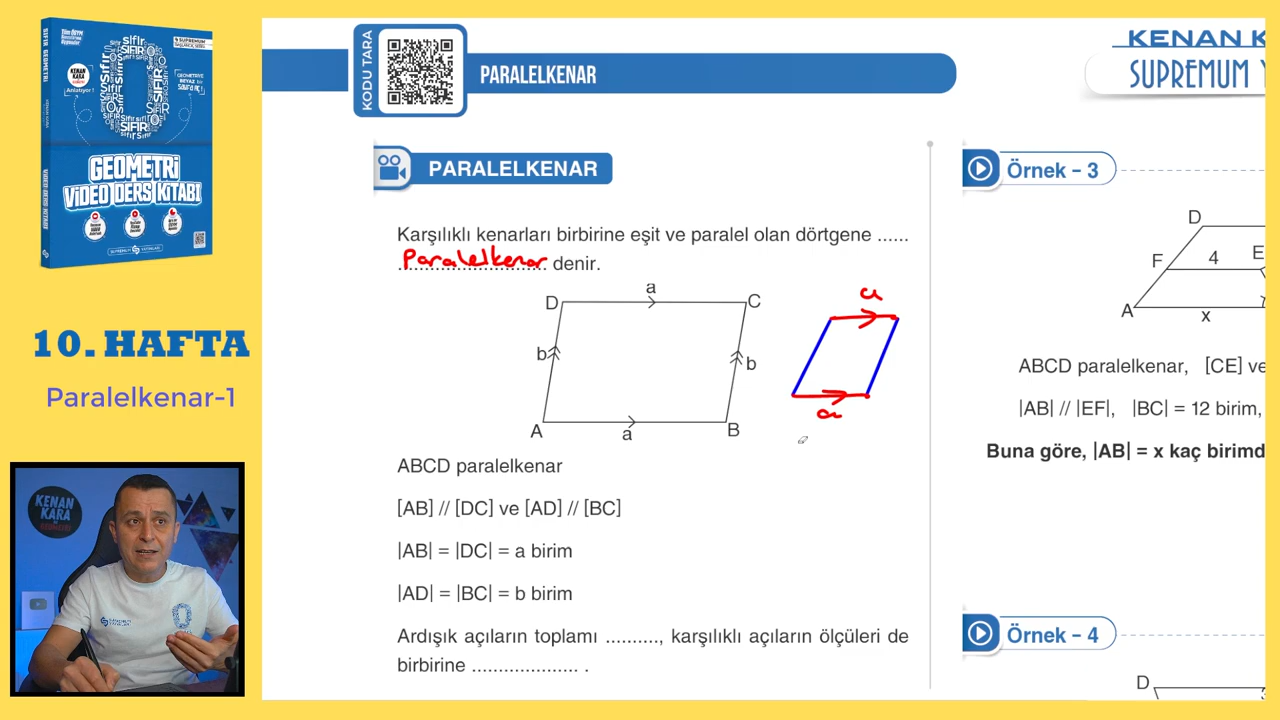 sıfır
GEOMETRİ
VİDEO DERS KİTABI
10. HAFTA
Paralelkenar-1
KENAN
KARA
KODU TARA
PARALELKENAR
KENAN K
SUPREMUM Y
PARALELKENAR
Karşılıklı kenarları birbirine eşit ve paralel olan dörtgene ......
Paralelkenar denir.
D a C
b b
A a B
a
a
ABCD paralelkenar
[AB] // [DC] ve [AD] // [BC]
|AB| = |DC| = a birim
|AD| = |BC| = b birim
Ardışık açıların toplamı .........., karşılıklı açıların ölçüleri de
birbirine .................... .
Örnek – 3
D
F 4 E
A x
ABCD paralelkenar, [CE] ve
|AB| // |EF|, |BC| = 12 birim,
Buna göre, |AB| = x kaç birimd
Örnek – 4
D